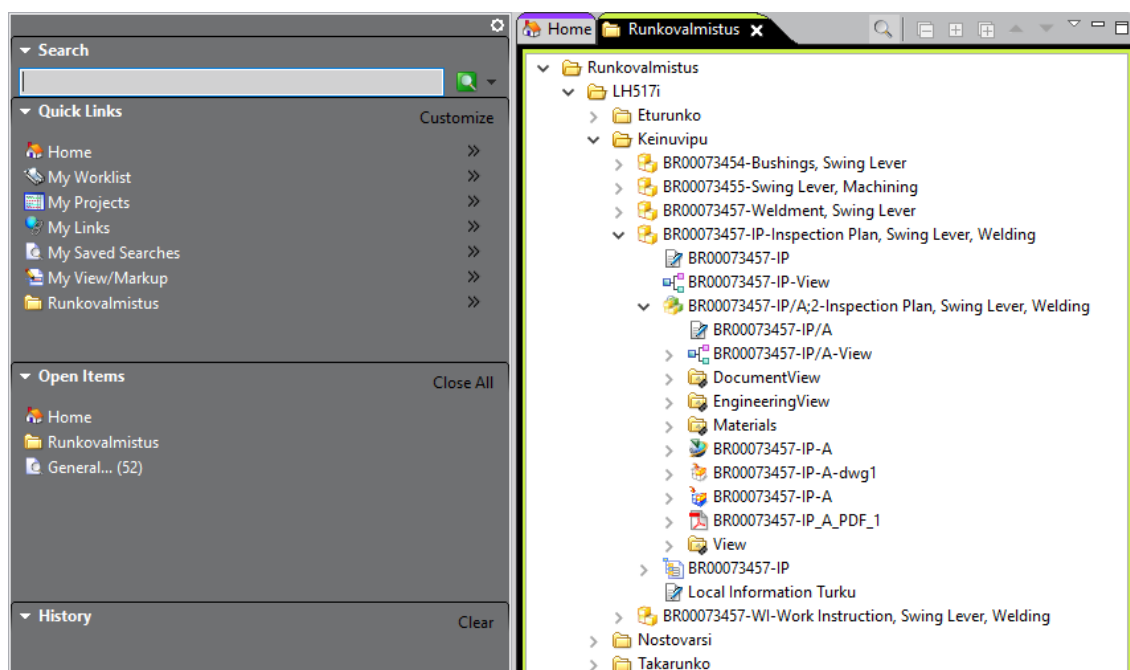 Search
Quick Links
Customize
Home
My Worklist
My Projects
My Links
My Saved Searches
My View/Markup
Runkovalmistus
Open Items
Close All
Home
Runkovalmistus
General... (52)
History
Clear
Home
Runkovalmistus
Runkovalmistus
LH517i
Eturunko
Keinuvipu
BR00073454-Bushings, Swing Lever
BR00073455-Swing Lever, Machining
BR00073457-Weldment, Swing Lever
BR00073457-IP-Inspection Plan, Swing Lever, Welding
BR00073457-IP
BR00073457-IP-View
BR00073457-IP/A;2-Inspection Plan, Swing Lever, Welding
BR00073457-IP/A
BR00073457-IP/A-View
DocumentView
EngineeringView
Materials
BR00073457-IP-A
BR00073457-IP-A-dwg1
BR00073457-IP-A
BR00073457-IP_A_PDF_1
View
BR00073457-IP
Local Information Turku
BR00073457-WI-Work Instruction, Swing Lever, Welding
Nostovarsi
Takarunko